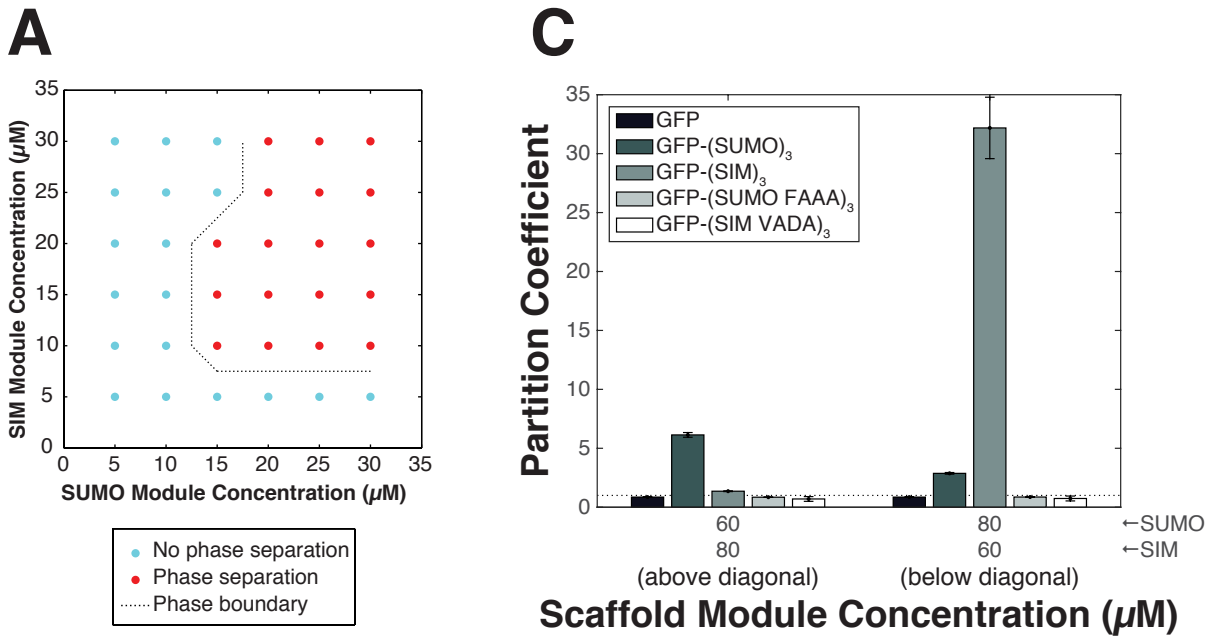 A
SIM Module Concentration (µM)
35
30
25
20
15
10
5
0
0 5 10 15 20 25 30 35
SUMO Module Concentration (µM)
No phase separation
Phase separation
Phase boundary
C
Partition Coefficient
35
30
25
20
15
10
5
0
GFP
GFP-(SUMO)3
GFP-(SIM)3
GFP-(SUMO FAAA)3
GFP-(SIM VADA)3
60 80 ←SUMO
80 60 ←SIM
(above diagonal) (below diagonal)
Scaffold Module Concentration (µM)